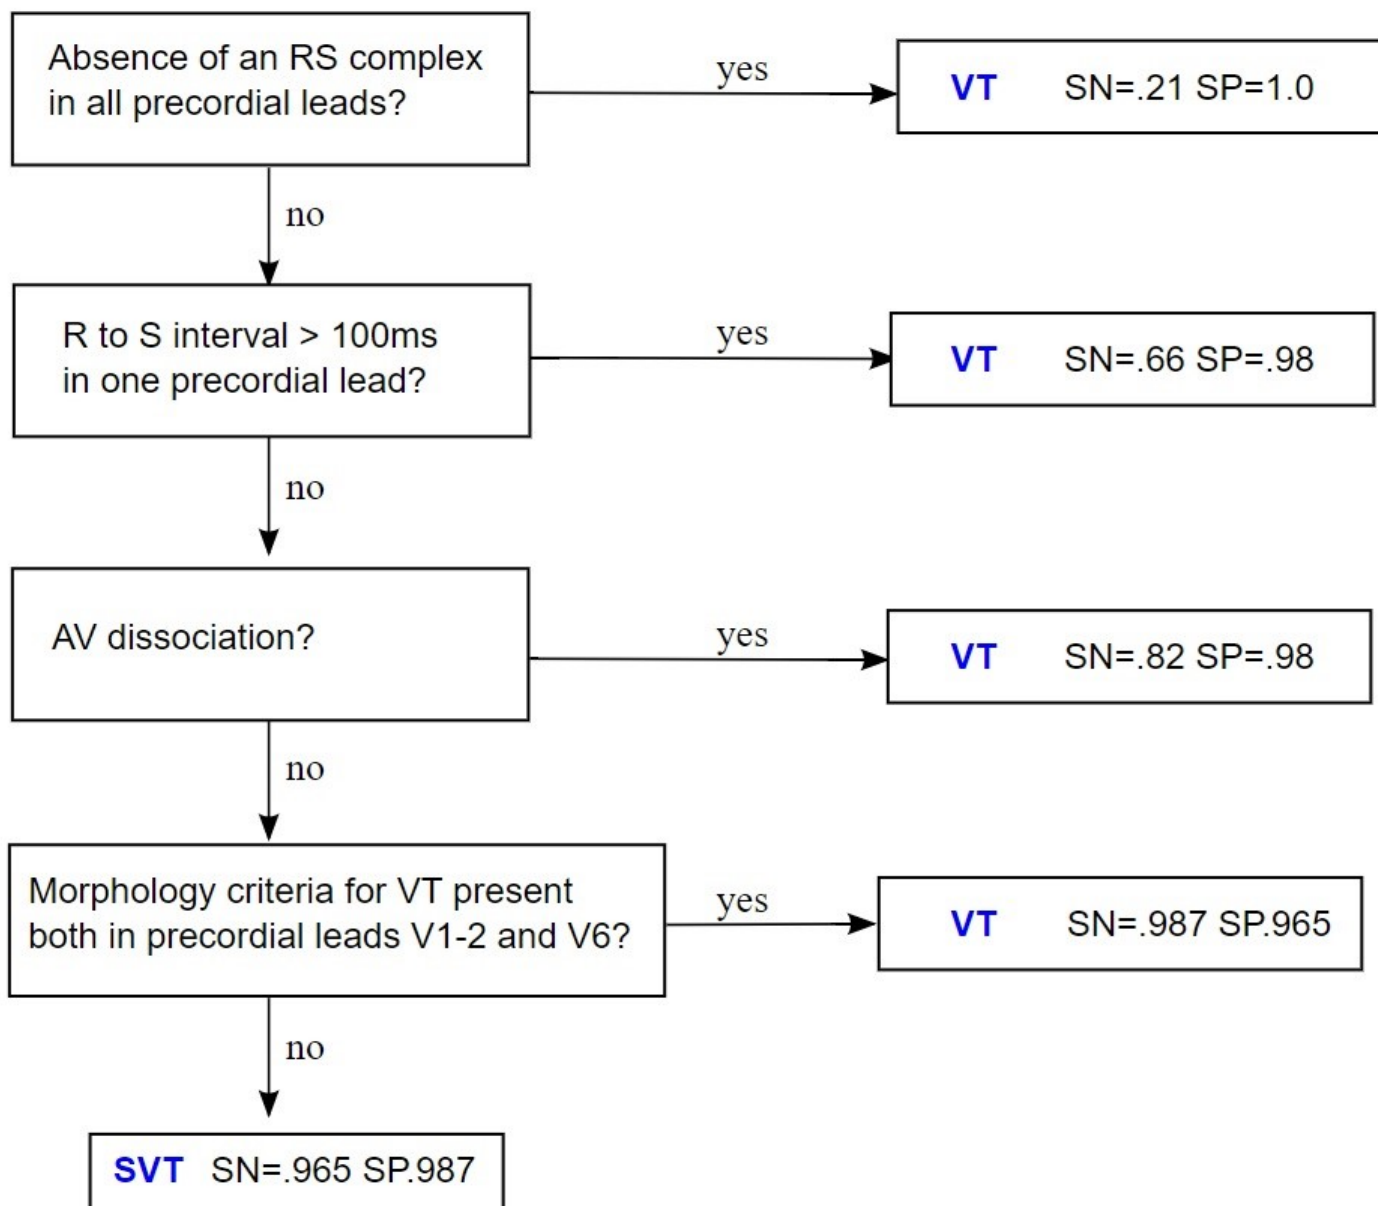 Absence of an RS complex
in all precordial leads?
yes
VT SN=.21 SP=1.0
no
R to S interval > 100ms
in one precordial lead?
yes
VT SN=.66 SP=.98
no
AV dissociation?
yes
VT SN=.82 SP=.98
no
Morphology criteria for VT present
both in precordial leads V1-2 and V6?
yes
VT SN=.987 SP.965
no
SVT SN=.965 SP.987